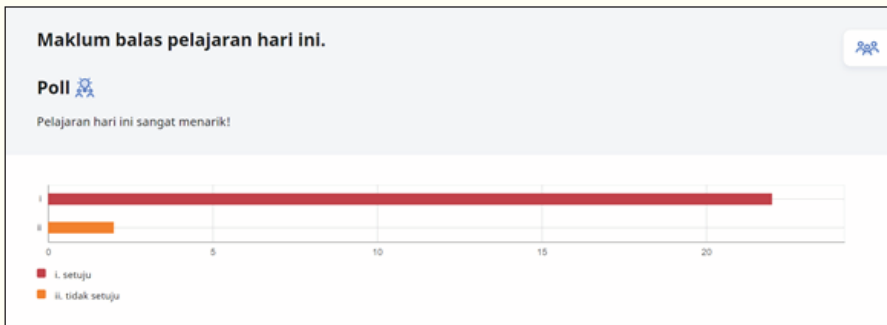 Maklum balas pelajaran hari ini.
Poll
Pelajaran hari ini sangat menarik!
i
ii
0 5 10 15 20
i. setuju
ii. tidak setuju